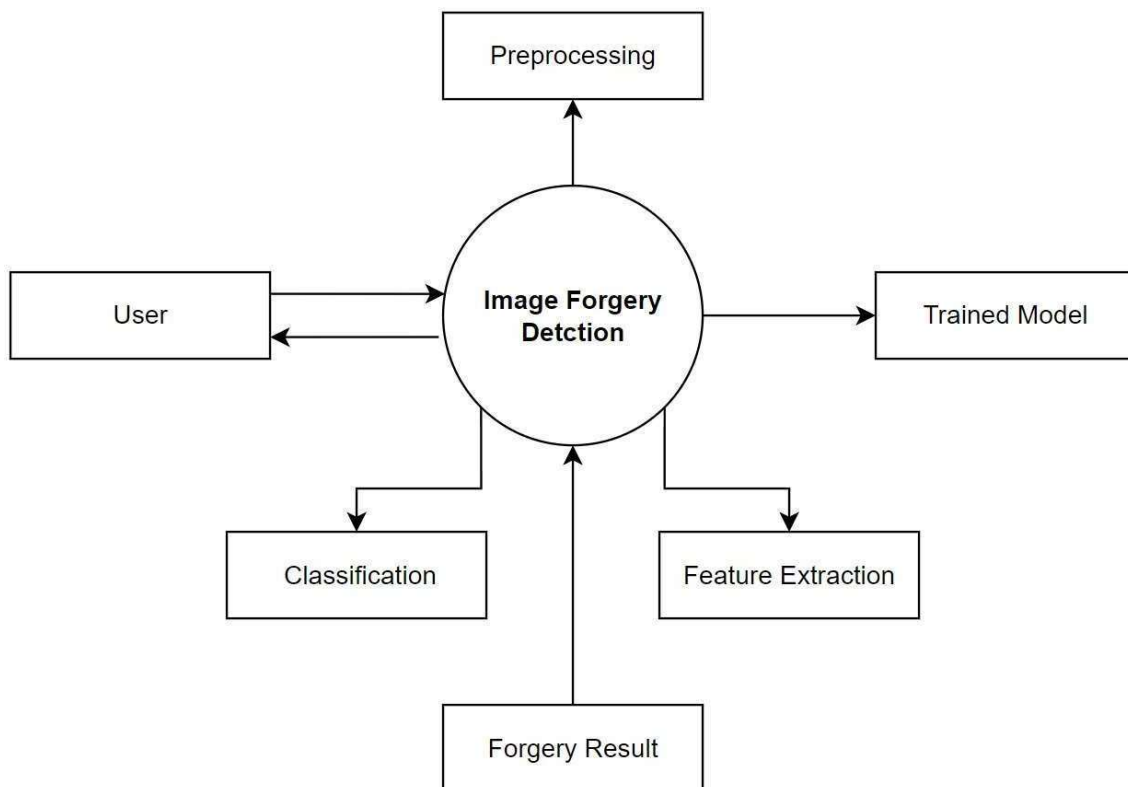 Preprocessing
User
Image Forgery
Detction
Trained Model
Classification
Feature Extraction
Forgery Result